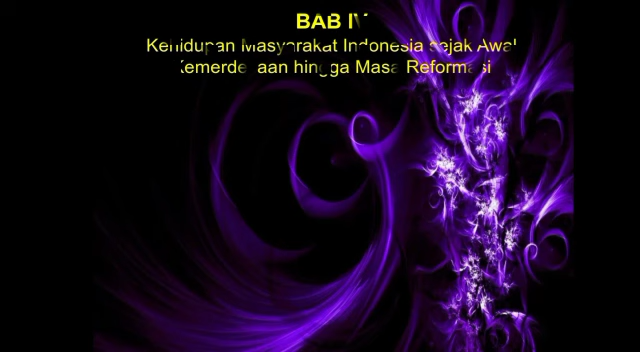 BAB IV
Kehidupan Masyarakat Indonesia sejak Awal
Kemerdekaan hingga Masa Reformasi